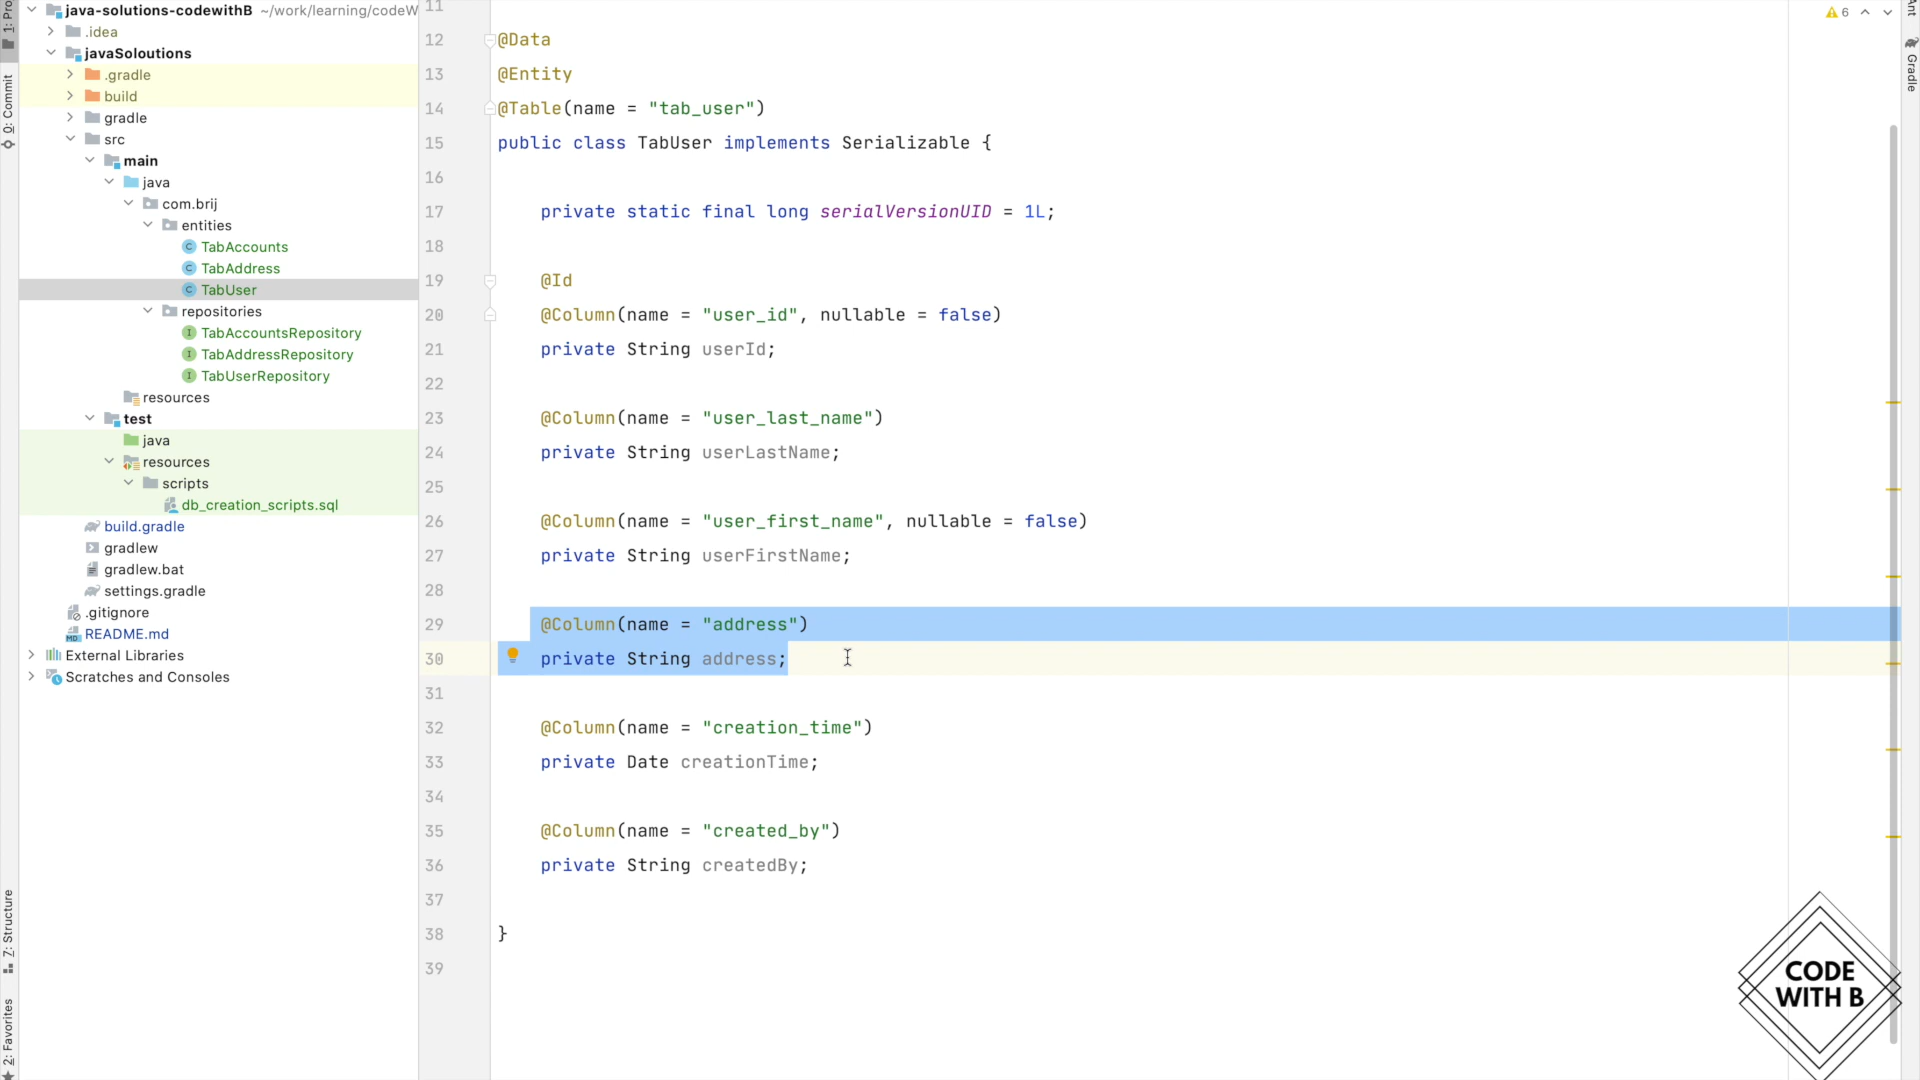 1: Pro
0: Commit
7: Structure
2: Favorites
java-solutions-codewithB ~/work/learning/codeW
.idea
javaSoloutions
.gradle
build
gradle
src
main
java
com.brij
entities
TabAccounts
TabAddress
TabUser
repositories
TabAccountsRepository
TabAddressRepository
TabUserRepository
resources
test
java
resources
scripts
db_creation_scripts.sql
build.gradle
gradlew
gradlew.bat
settings.gradle
.gitignore
README.md
External Libraries
Scratches and Consoles
11
12 @Data
13 @Entity
14 @Table(name = "tab_user")
15 public class TabUser implements Serializable {
16
17 private static final long serialVersionUID = 1L;
18
19 @Id
20 @Column(name = "user_id", nullable = false)
21 private String userId;
22
23 @Column(name = "user_last_name")
24 private String userLastName;
25
26 @Column(name = "user_first_name", nullable = false)
27 private String userFirstName;
28
29 @Column(name = "address")
30 private String address;
31
32 @Column(name = "creation_time")
33 private Date creationTime;
34
35 @Column(name = "created_by")
36 private String createdBy;
37
38 }
39
6
Ant
Gradle
CODE
WITH B